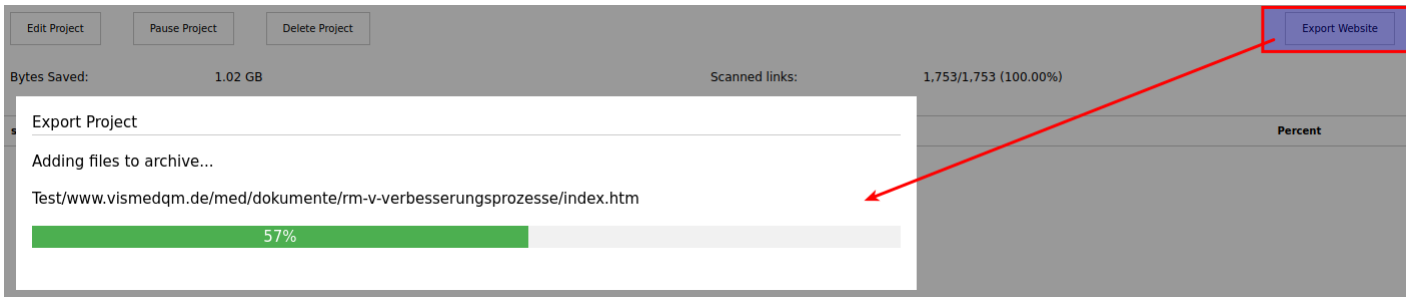 Edit Project Pause Project Delete Project Export Website
Bytes Saved: 1.02 GB Scanned links: 1,753/1,753 (100.00%)
Export Project
s Percent
Adding files to archive...
Test/www.vismedqm.de/med/dokumente/rm-v-verbesserungsprozesse/index.htm
57%